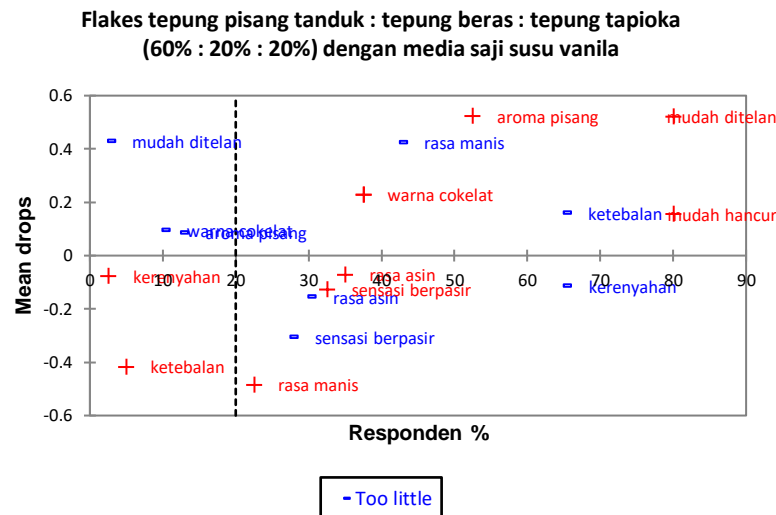 Flakes tepung pisang tanduk : tepung beras : tepung tapioka
(60% : 20% : 20%) dengan media saji susu vanila
0.6
aroma pisang
mudah ditelan
mudah ditelan
rasa manis
0.4
warna cokelat
0.2
ketebalan
mudah hancur
warna cokelat
aroma pisang
0
kerenyahan
rasa asin
0 10 20 30 40 50 60 70 80 90
sensasi berpasir
kerenyahan
rasa asin
-0.2
sensasi berpasir
ketebalan
-0.4
rasa manis
-0.6
Mean drops
Responden %
Too little